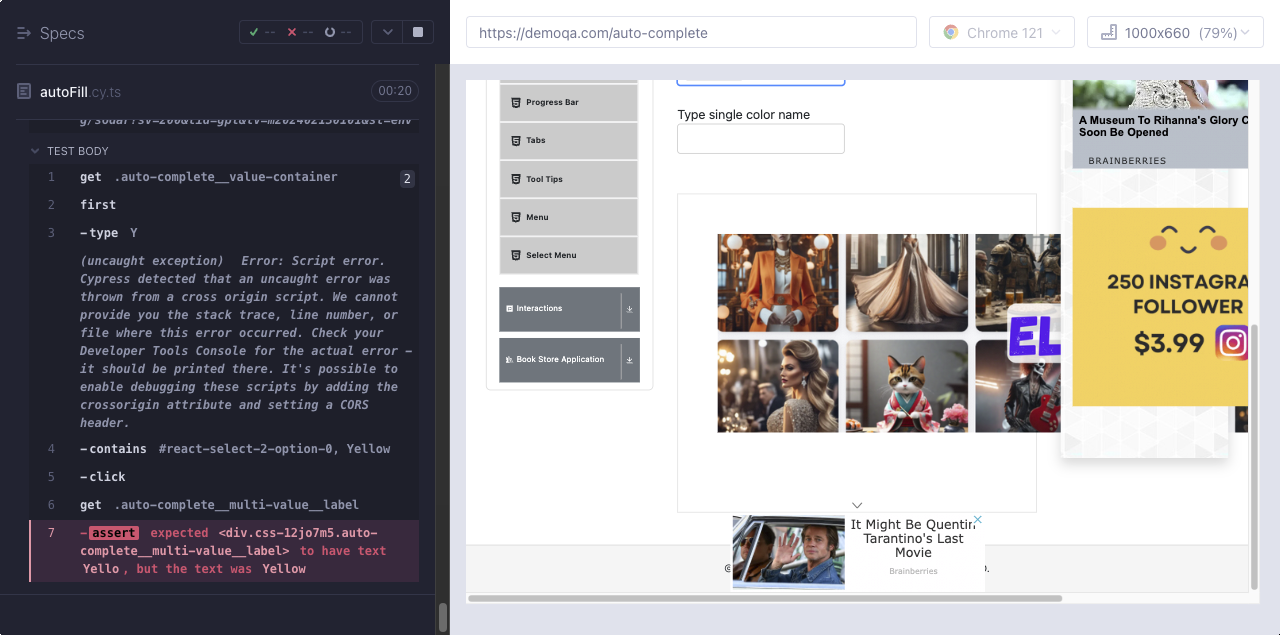 Specs
-- -- --
autoFill.cy.ts
00:20
g/sodar?sv=200&tid=gpt&tv=m202402150101&st=env
TEST BODY
1 get .auto-complete__value-container 2
2 first
3 -type Y
(uncaught exception) Error: Script error.
Cypress detected that an uncaught error was
thrown from a cross origin script. We cannot
provide you the stack trace, line number, or
file where this error occurred. Check your
Developer Tools Console for the actual error -
it should be printed there. It's possible to
enable debugging these scripts by adding the
crossorigin attribute and setting a CORS
header.
4 -contains #react-select-2-option-0, Yellow
5 -click
6 get .auto-complete__multi-value__label
7 -assert expected <div.css-12jo7m5.auto-
complete__multi-value__label> to have text
Yello, but the text was Yellow
https://demoqa.com/auto-complete
Chrome 121
1000x660 (79%)
Progress Bar
Tabs
Tool Tips
Menu
Select Menu
Interactions
Book Store Application
Type single color name
EL
It Might Be Quentin
Tarantino's Last
Movie
Brainberries
A Museum To Rihanna's Glory C
Soon Be Opened
BRAINBERRIES
250 INSTAGRA
FOLLOWER
$3.99